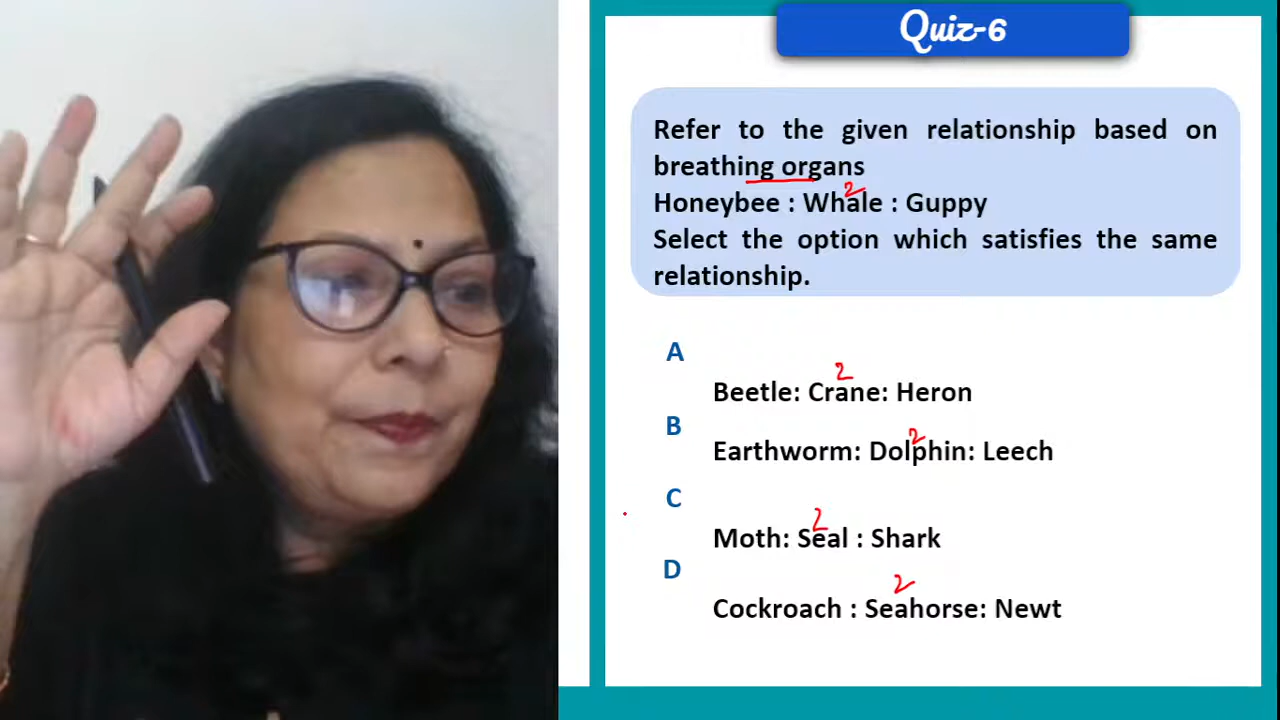 Quiz-6
Refer to the given relationship based on
breathing organs
2
Honeybee : Whale : Guppy
Select the option which satisfies the same
relationship.
A
2
Beetle: Crane: Heron
B
2
Earthworm: Dolphin: Leech
C
2
Moth: Seal : Shark
D
2
Cockroach : Seahorse: Newt